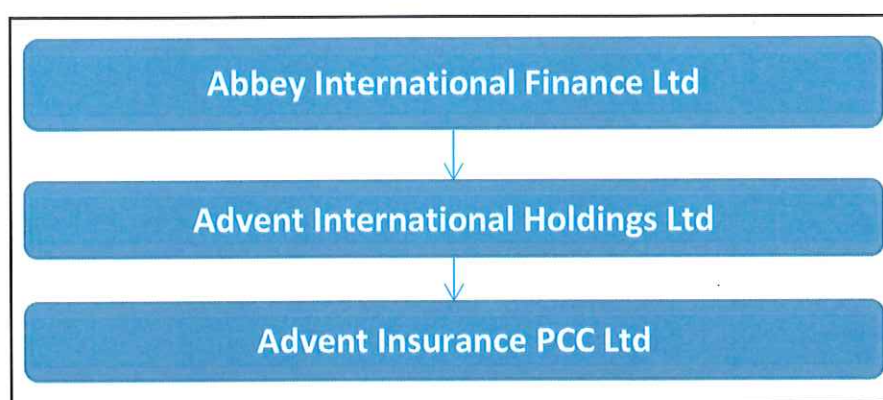 Abbey International Finance Ltd
Advent International Holdings Ltd
Advent Insurance PCC Ltd